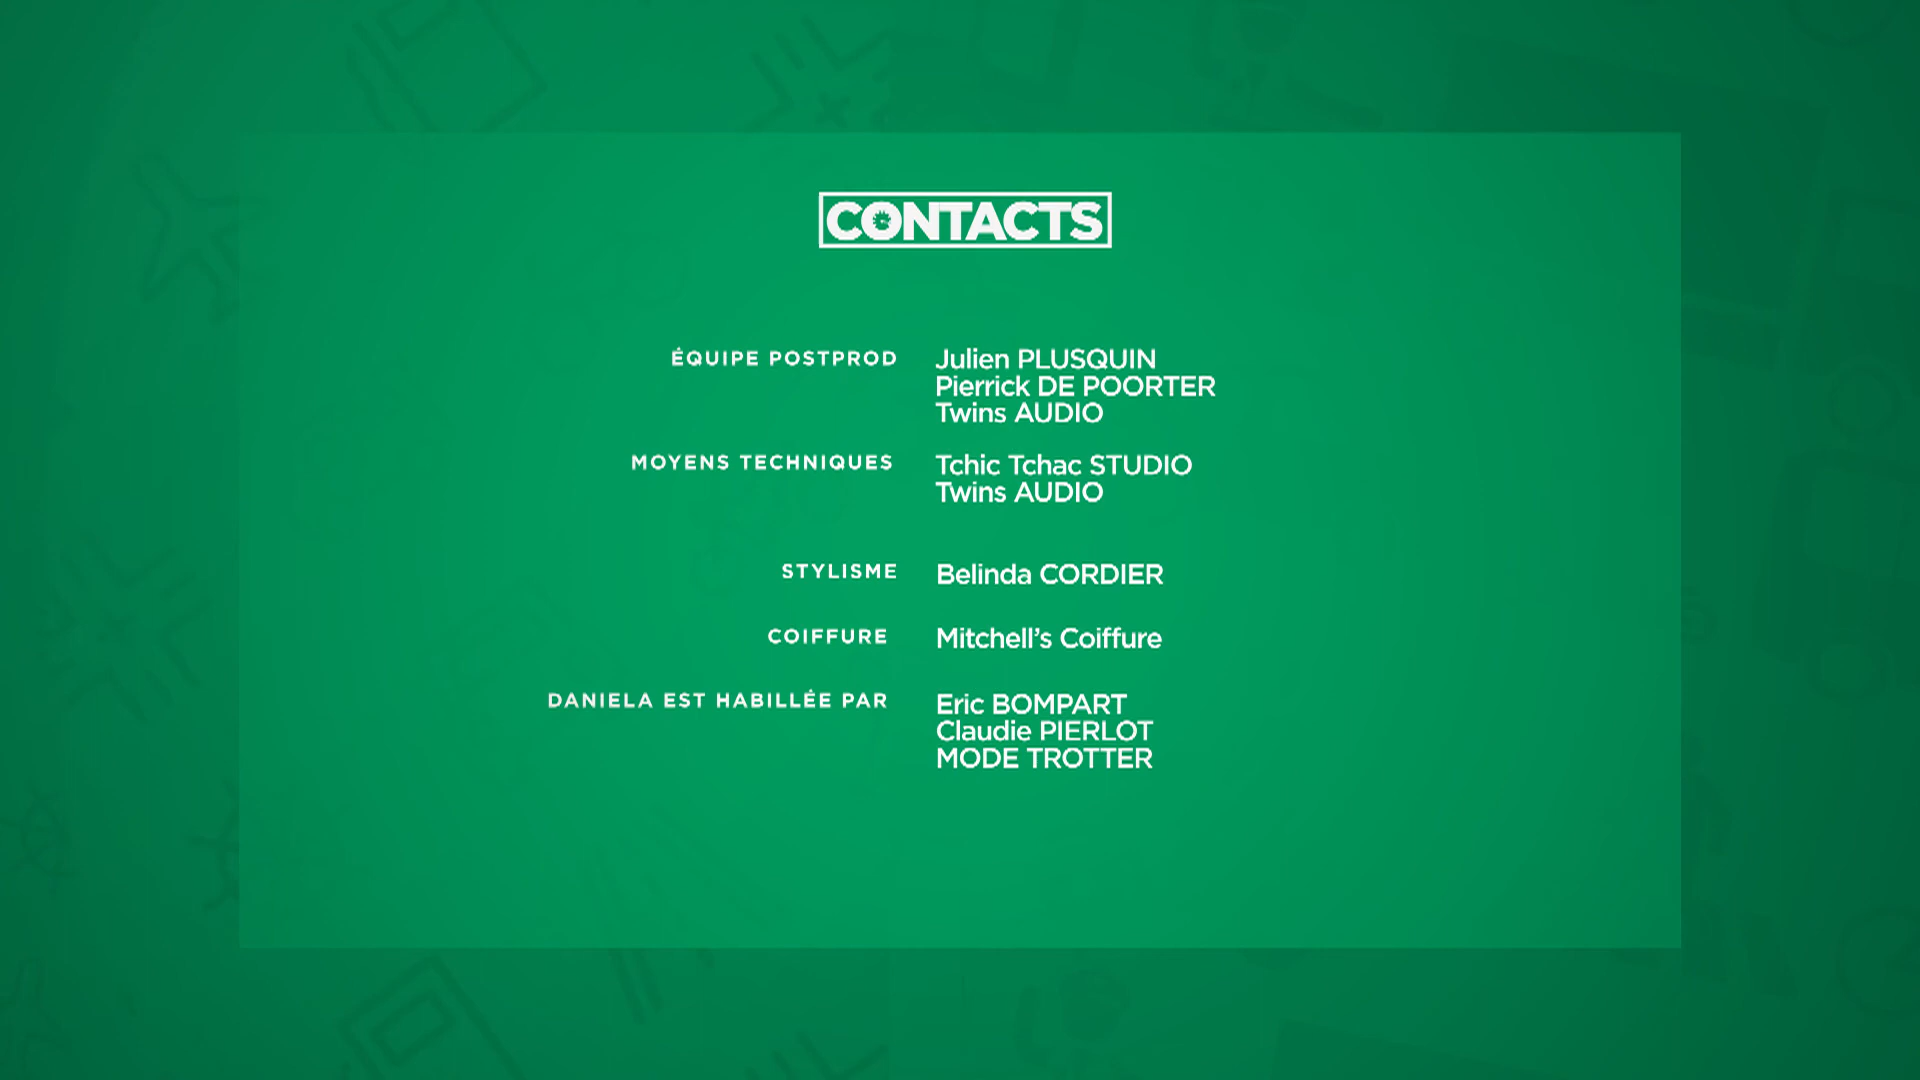 CONTACTS
ÉQUIPE POSTPROD Julien PLUSQUIN
Pierrick DE POORTER
Twins AUDIO
MOYENS TECHNIQUES Tchic Tchac STUDIO
Twins AUDIO
STYLISME Belinda CORDIER
COIFFURE Mitchell’s Coiffure
DANIELA EST HABILLÉE PAR Eric BOMPART
Claudie PIERLOT
MODE TROTTER